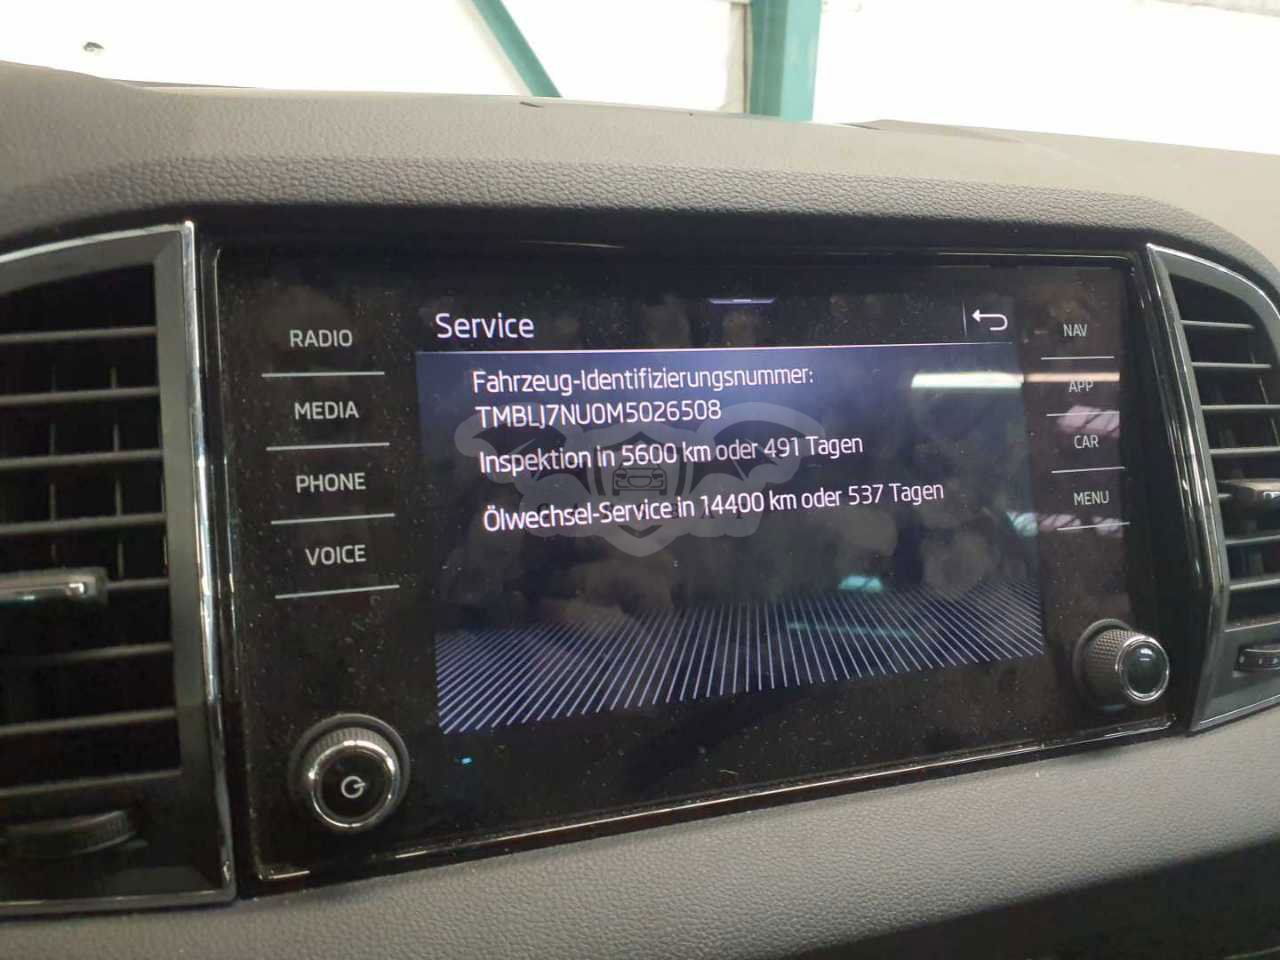 Service
Fahrzeug-Identifizierungsnummer:
TMBLJ7NU0M5026508
Inspektion in 5600 km oder 491 Tagen
Ölwechsel-Service in 14400 km oder 537 Tagen
RADIO
MEDIA
PHONE
VOICE
NAV
APP
CAR
MENU